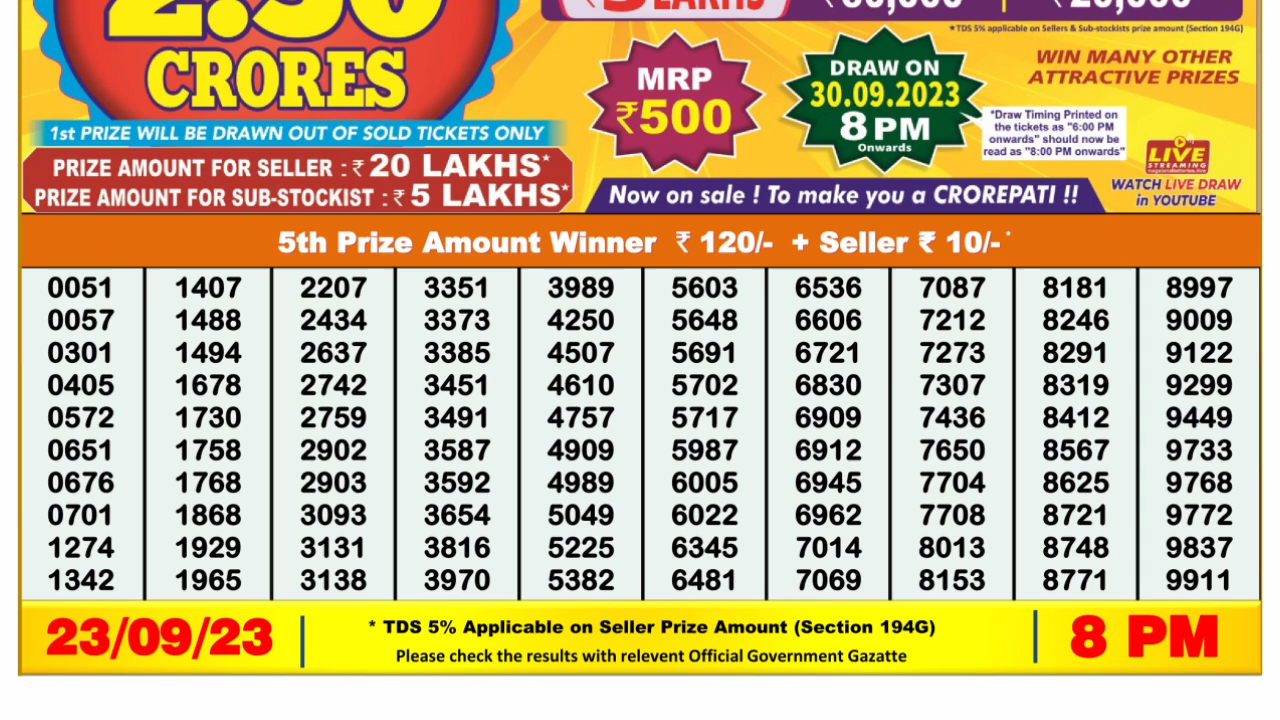 2.50
CRORES
1st PRIZE WILL BE DRAWN OUT OF SOLD TICKETS ONLY
PRIZE AMOUNT FOR SELLER : ₹ 20 LAKHS*
PRIZE AMOUNT FOR SUB-STOCKIST : ₹ 5 LAKHS*
LAKHS
*TDS 5% applicable on Sellers & Sub-stockists prize amount (Section 194G)
MRP
₹500
DRAW ON
30.09.2023
8 PM
Onwards
WIN MANY OTHER
ATTRACTIVE PRIZES
"Draw Timing Printed on
the tickets as "6:00 PM
onwards" should now be
read as "8:00 PM onwards"
LIVE
STREAMING
WATCH LIVE DRAW
in YOUTUBE
Now on sale ! To make you a CROREPATI !!
5th Prize Amount Winner ₹ 120/- + Seller ₹ 10/- *
0051 1407 2207 3351 3989 5603 6536 7087 8181 8997
0057 1488 2434 3373 4250 5648 6606 7212 8246 9009
0301 1494 2637 3385 4507 5691 6721 7273 8291 9122
0405 1678 2742 3451 4610 5702 6830 7307 8319 9299
0572 1730 2759 3491 4757 5717 6909 7436 8412 9449
0651 1758 2902 3587 4909 5987 6912 7650 8567 9733
0676 1768 2903 3592 4989 6005 6945 7704 8625 9768
0701 1868 3093 3654 5049 6022 6962 7708 8721 9772
1274 1929 3131 3816 5225 6345 7014 8013 8748 9837
1342 1965 3138 3970 5382 6481 7069 8153 8771 9911
23/09/23
* TDS 5% Applicable on Seller Prize Amount (Section 194G)
Please check the results with relevent Official Government Gazatte
8 PM